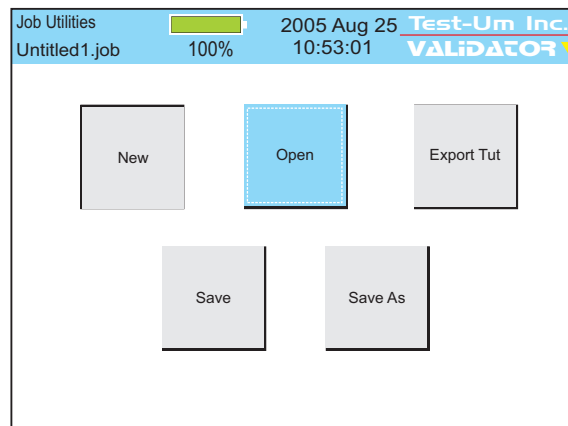 Job Utilities
Untitled1.job
100%
2005 Aug 25
10:53:01
Test-Um Inc.
VALiDATOR
New
Open
Export Tut
Save
Save As